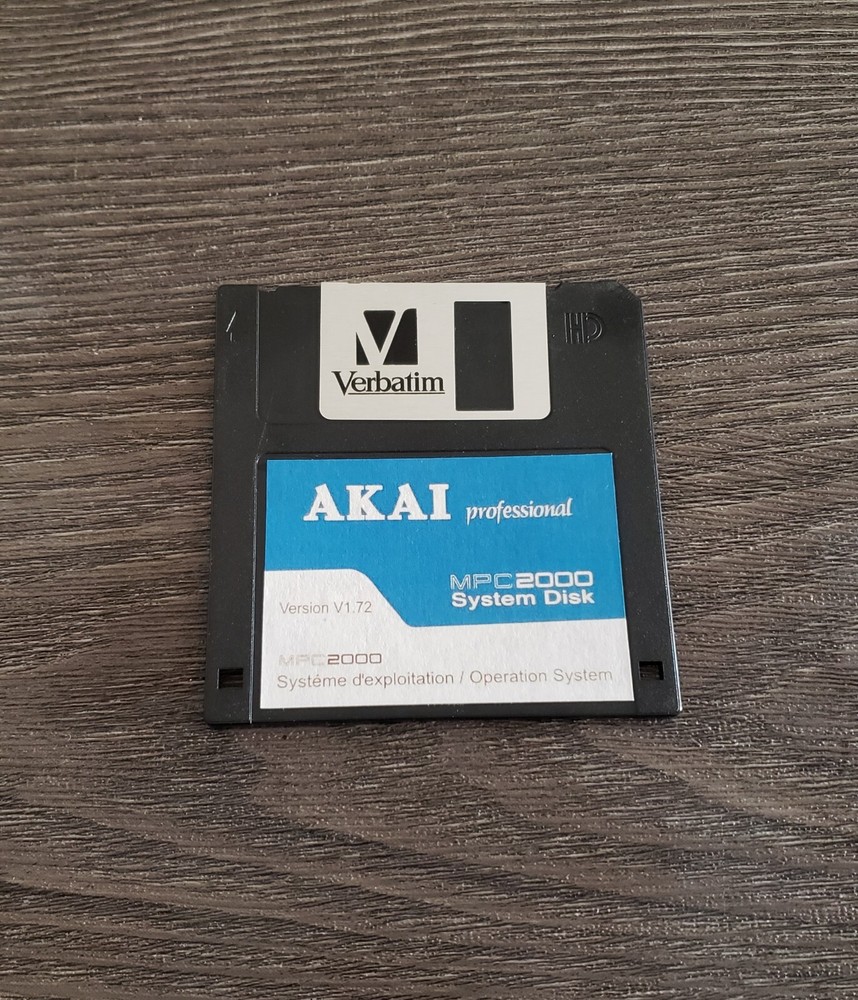 HD
Verbatim
AKAI professional
MPC2000
System Disk
Version V1.72
MPC2000
Systéme d'exploitation / Operation System